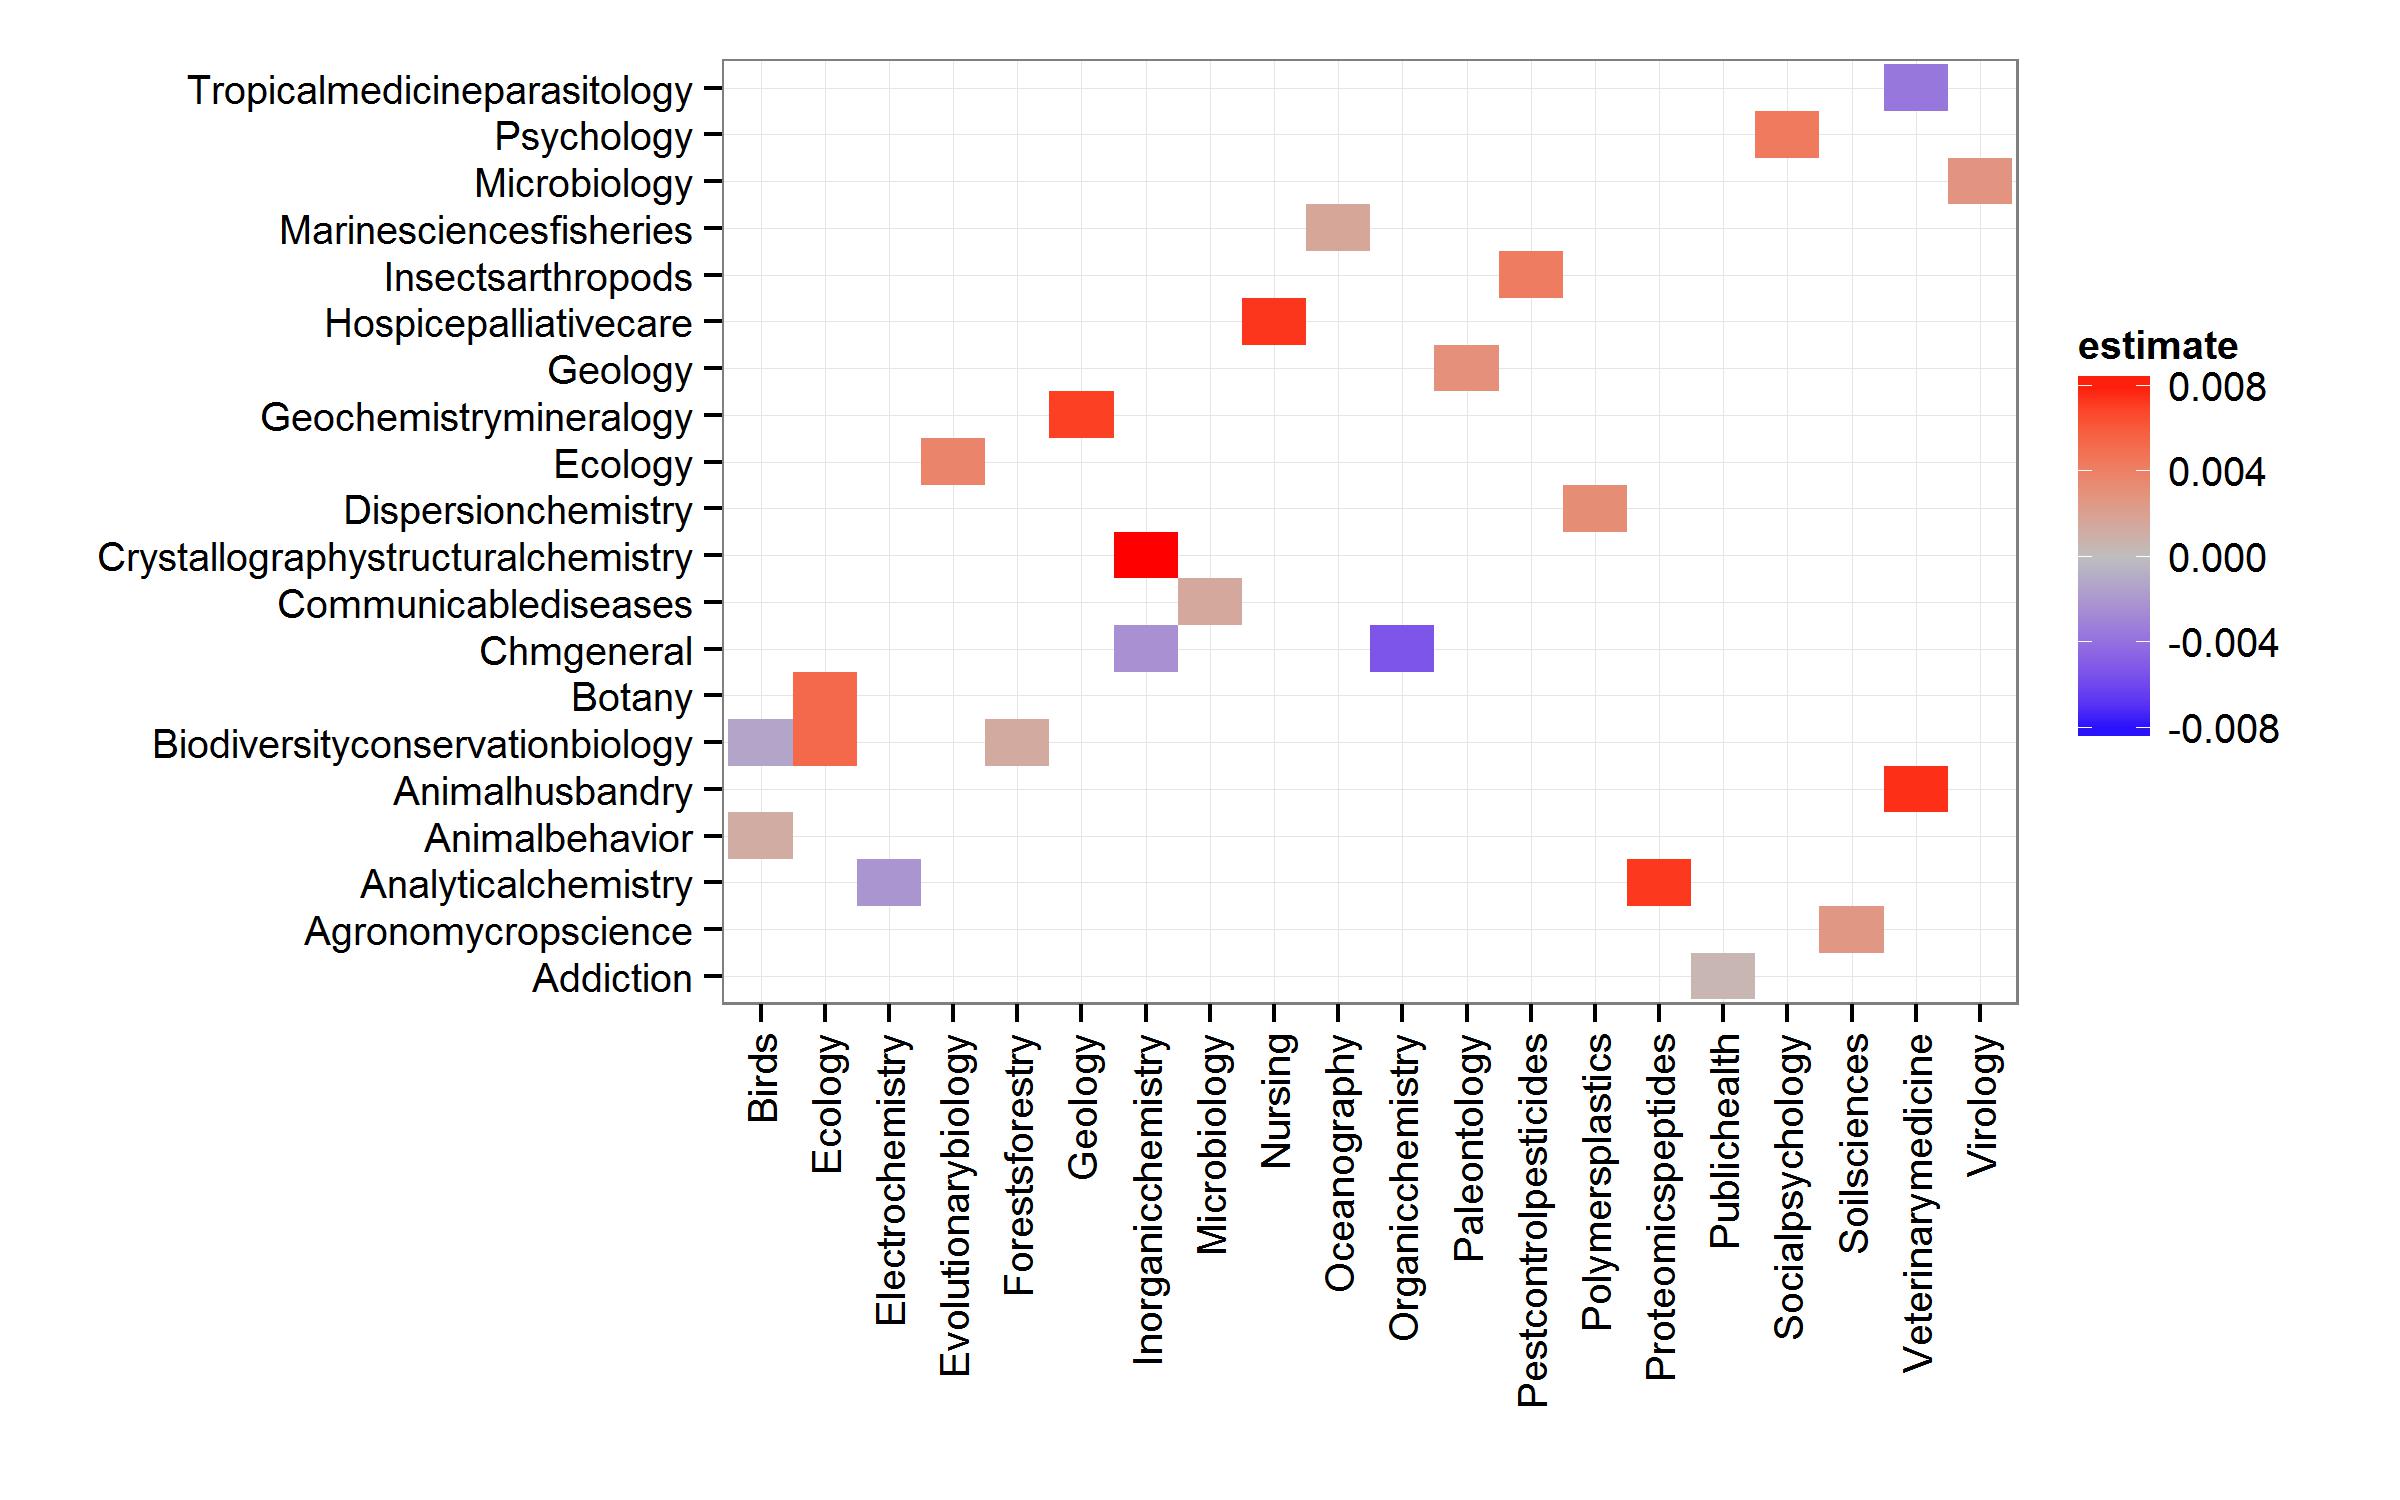 Tropicalmedicineparasitology
Psychology
Microbiology
Marinesciencesfisheries
Insectsarthropods
Hospicepalliativecare
Geology
Geochemistrymineralogy
Ecology
Dispersionchemistry
Crystallographystructuralchemistry
Communicablediseases
Chmgeneral
Botany
Biodiversityconservationbiology
Animalhusbandry
Animalbehavior
Analyticalchemistry
Agronomycropscience
Addiction
Birds
Ecology
Electrochemistry
Evolutionarybiology
Forestsforestry
Geology
Inorganicchemistry
Microbiology
Nursing
Oceanography
Organicchemistry
Paleontology
Pestcontrolpesticides
Polymersplastics
Proteomicspeptides
Publichealth
Socialpsychology
Soilsciences
Veterinarymedicine
Virology
estimate
0.008
0.004
0.000
-0.004
-0.008